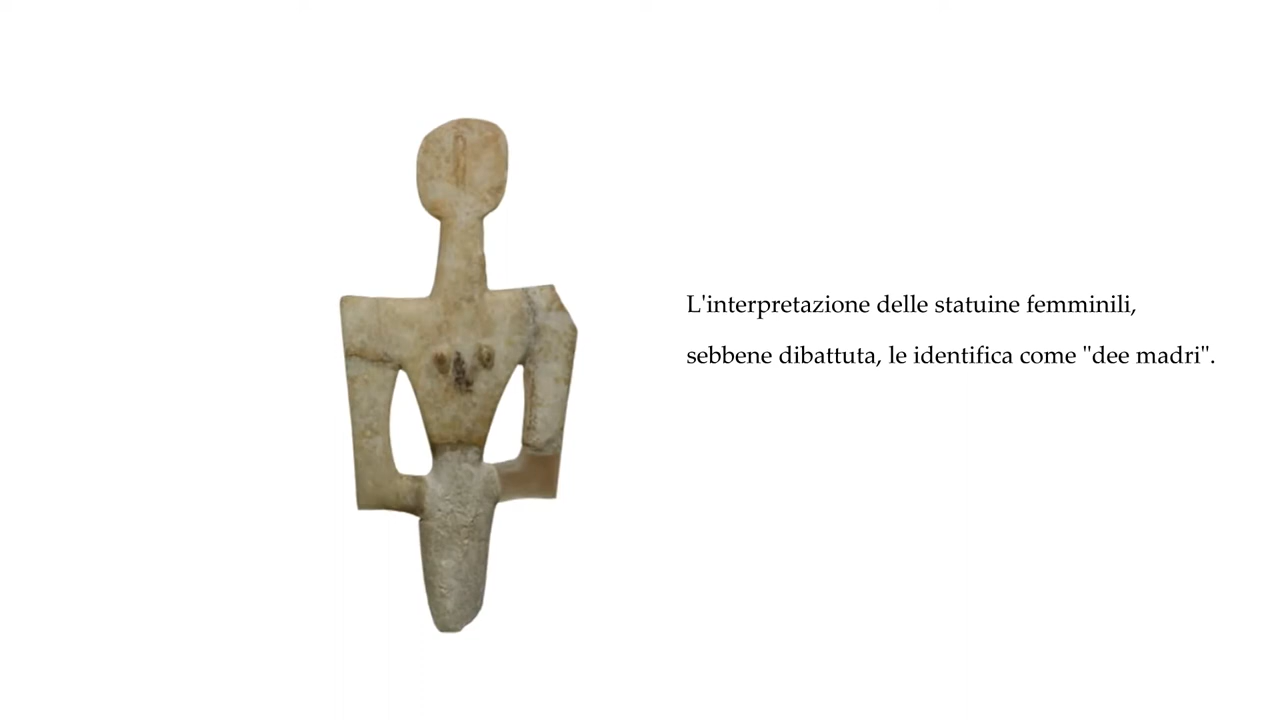 L'interpretazione delle statuine femminili,
sebbene dibattuta, le identifica come "dee madri".